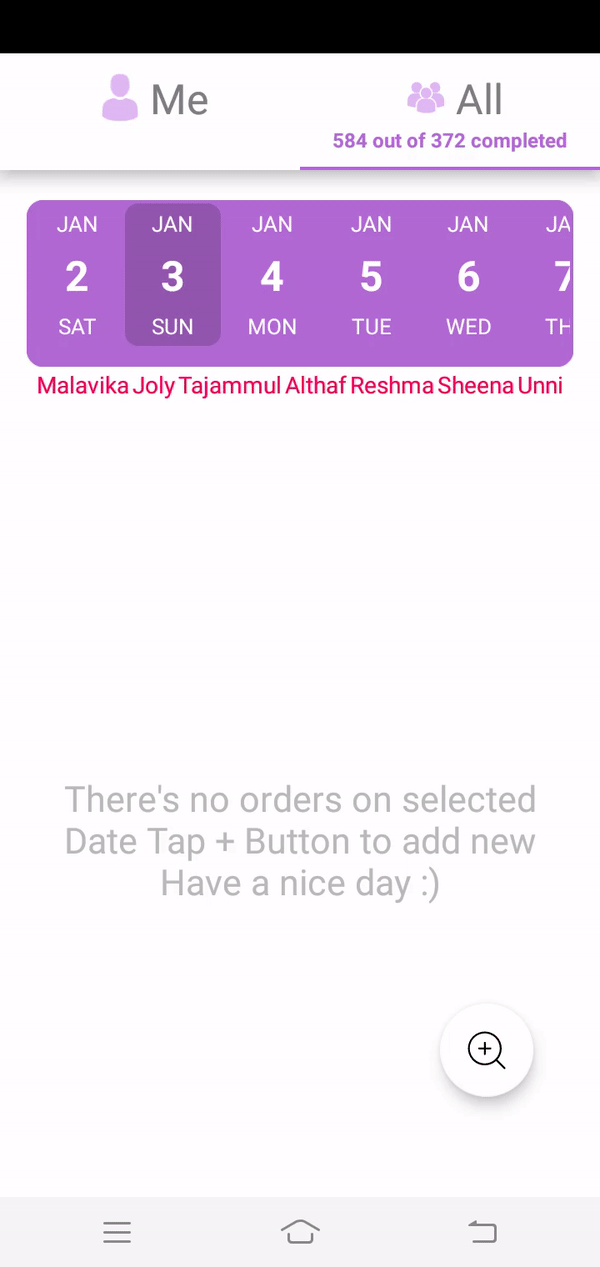 Me
All
584 out of 372 completed
JAN JAN JAN JAN JAN JA
2 3 4 5 6 7
SAT SUN MON TUE WED TH
Malavika Joly Tajammul Althaf Reshma Sheena Unni
There's no orders on selected
Date Tap + Button to add new
Have a nice day :)